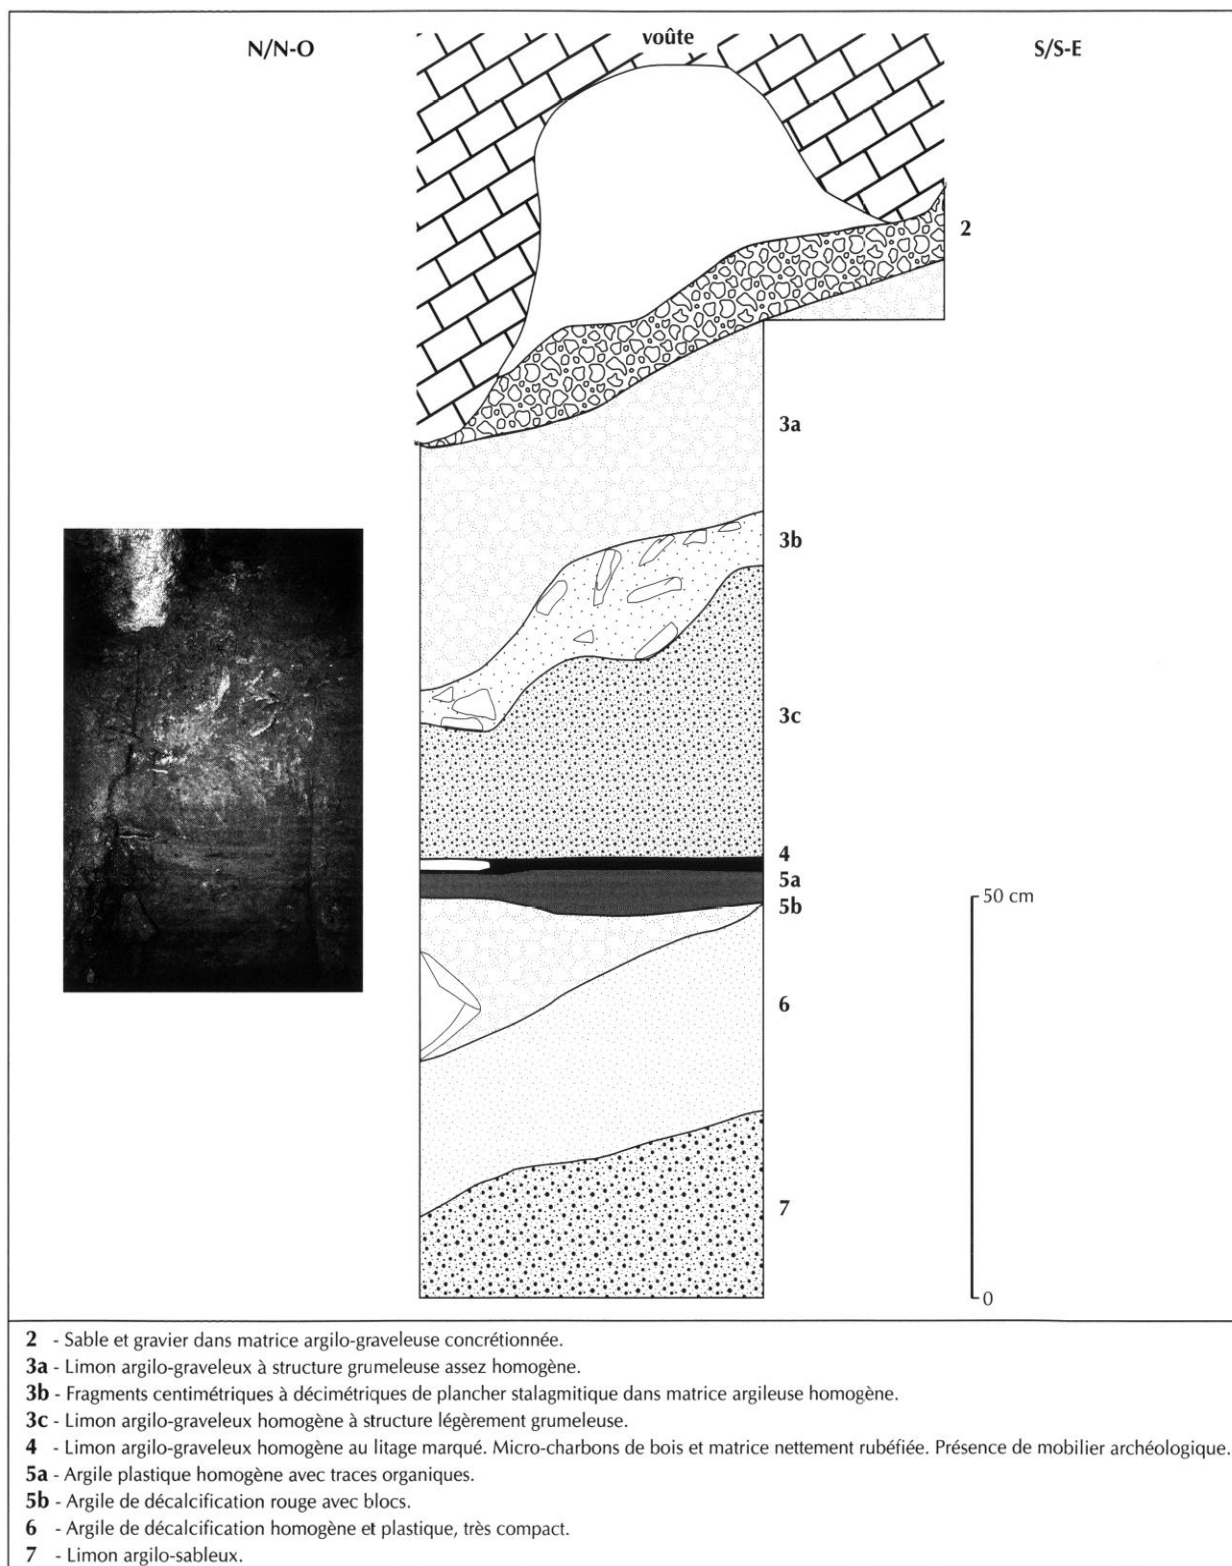 N/N-O
voûte
S/S-E
2
3a
3b
3c
4
5a
5b
50 cm
6
7
0
2 - Sable et gravier dans matrice argilo-graveleuse concrétionnée.
3a - Limon argilo-graveleux à structure grumeleuse assez homogène.
3b - Fragments centimétriques à décimétriques de plancher stalagmitique dans matrice argileuse homogène.
3c - Limon argilo-graveleux homogène à structure légèrement grumeleuse.
4 - Limon argilo-graveleux homogène au litage marqué. Micro-charbons de bois et matrice nettement rubéfiée. Présence de mobilier archéologique.
5a - Argile plastique homogène avec traces organiques.
5b - Argile de décalcification rouge avec blocs.
6 - Argile de décalcification homogène et plastique, très compact.
7 - Limon argilo-sableux.